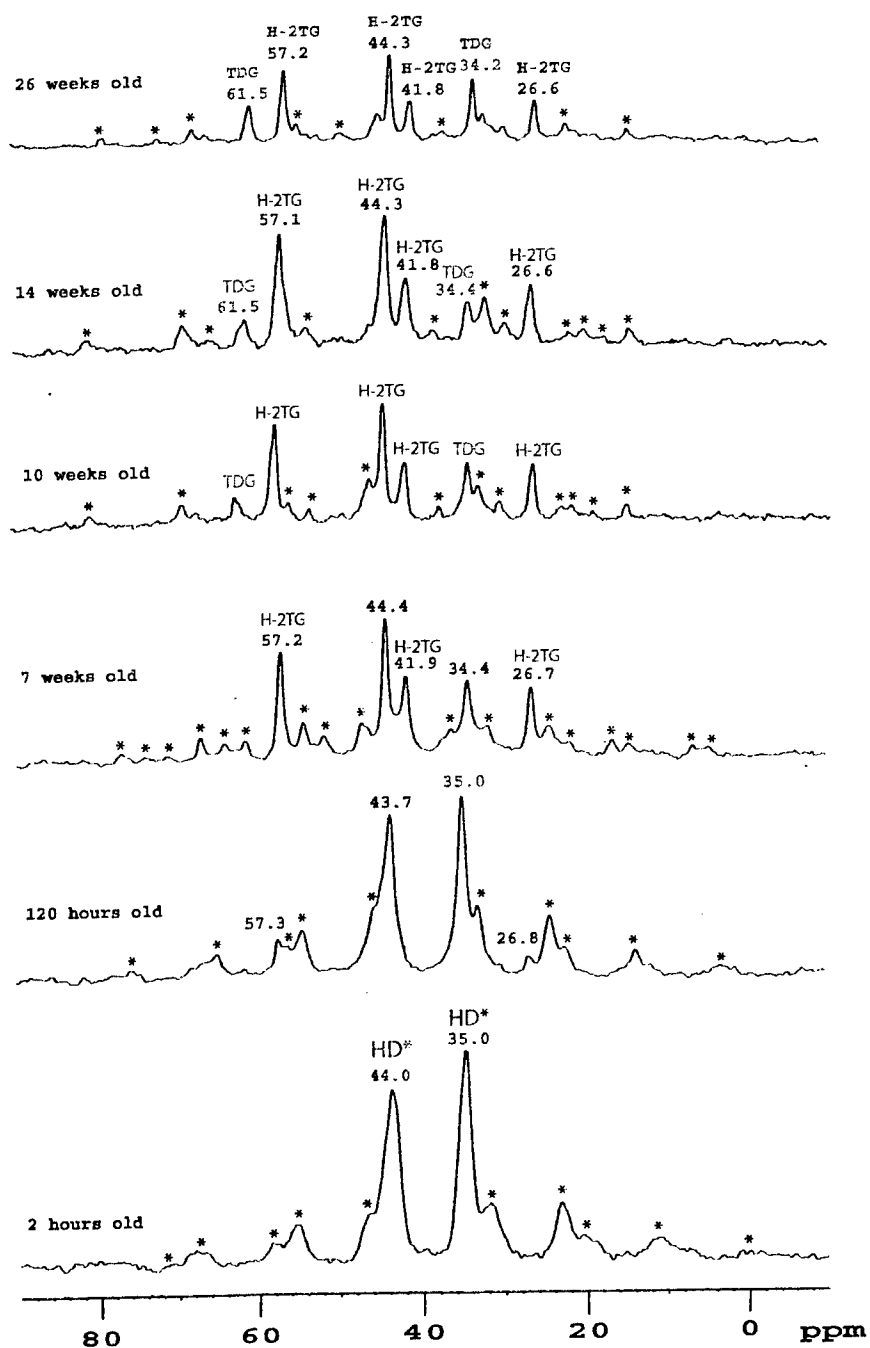 H-2TG
H-2TG
44.3
TDG
57.2
TDG
H-2TG
34.2
H-2TG
26 weeks old
61.5
41.8
26.6
* * * * * * * *
H-2TG
H-2TG
44.3
57.1
H-2TG
H-2TG
TDG
41.8
TDG
26.6
14 weeks old
61.5
34.4
* * * * * * * * * * *
H-2TG
H-2TG
H-2TG
TDG
H-2TG
10 weeks old
TDG
* * * * * * * * * * * *
44.4
H-2TG
57.2
H-2TG
41.9
34.4
H-2TG
26.7
7 weeks old
* * * * * * * * * * * * * * * * *
43.7
35.0
120 hours old
57.3
26.8
* * * * * * * * * *
HD*
35.0
HD*
44.0
2 hours old
* * * * * * * * * *
80 60 40 20 0 ppm